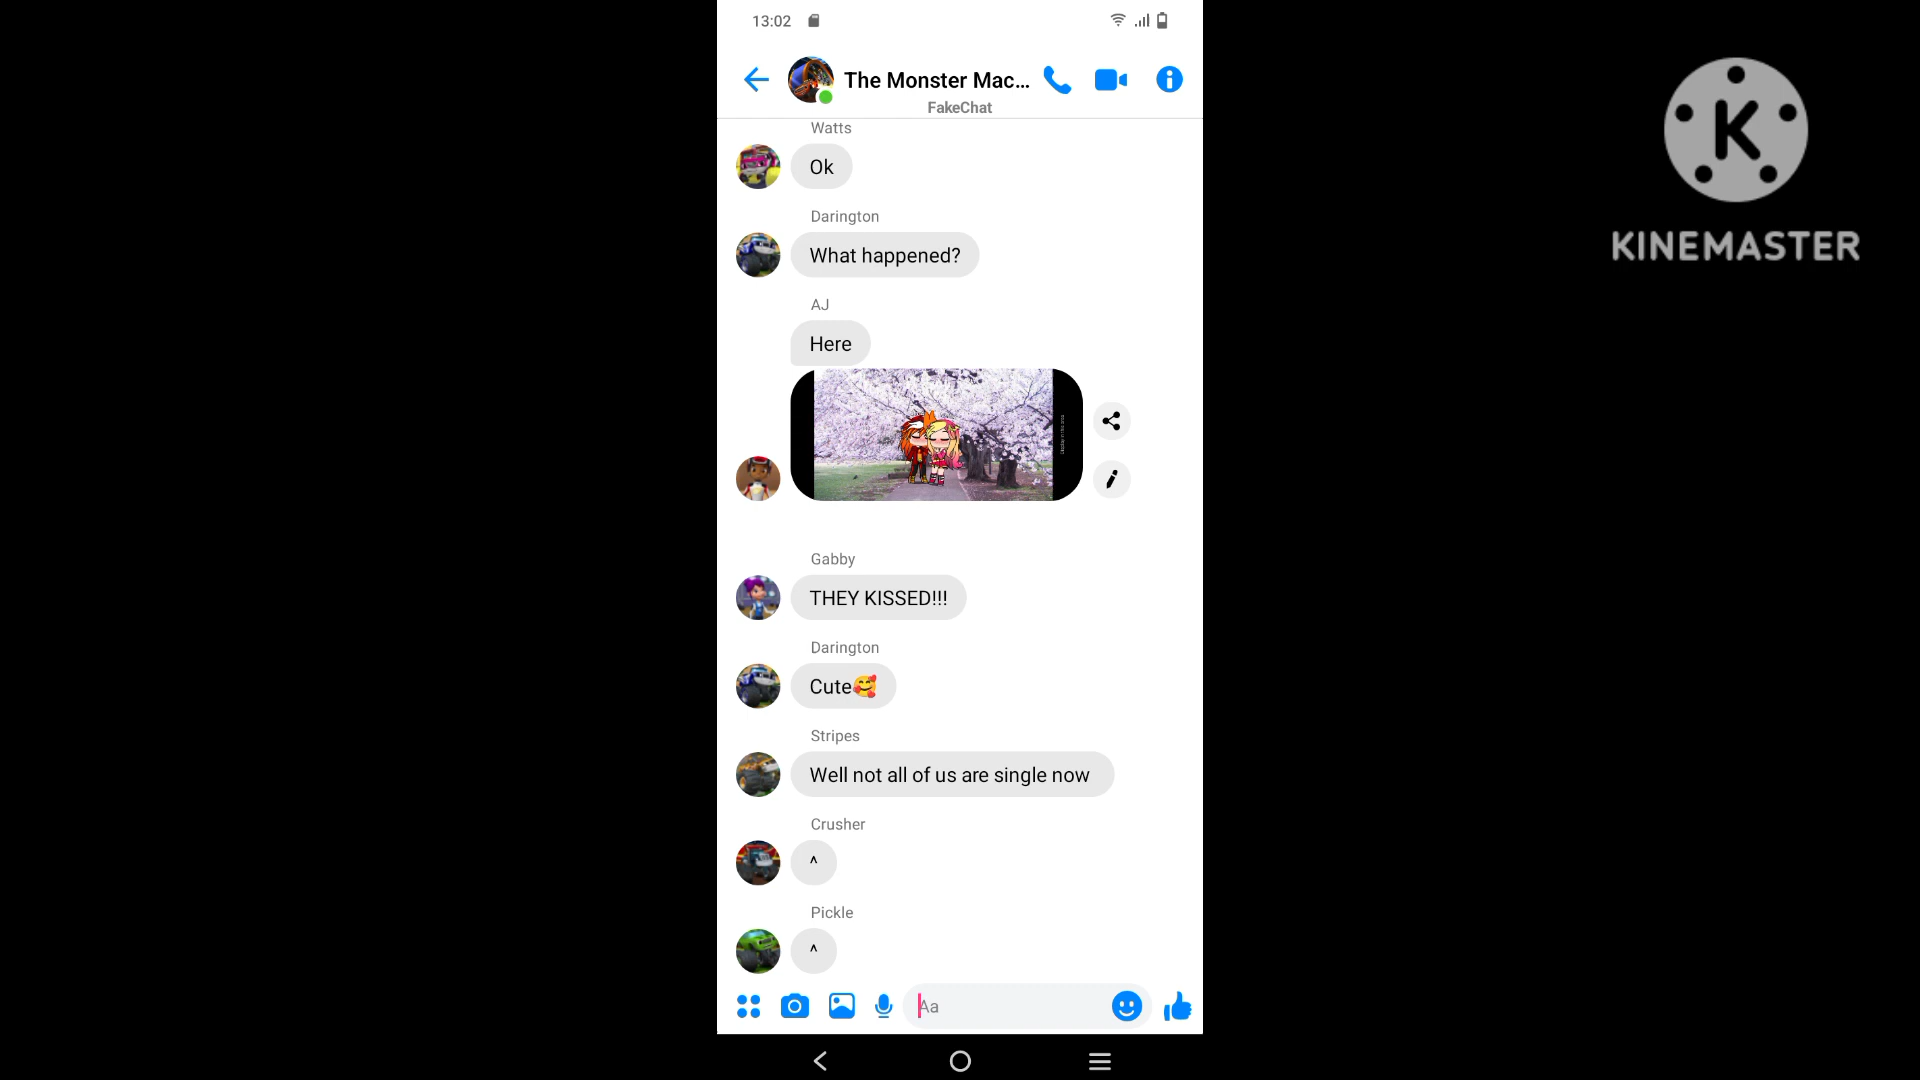 13:02
The Monster Mac...
FakeChat
Watts
Ok
Darington
What happened?
AJ
Here
Gabby
THEY KISSED!!!
Darington
Cute🥰
Stripes
Well not all of us are single now
Crusher
^
Pickle
^
Aa
K
KINEMASTER